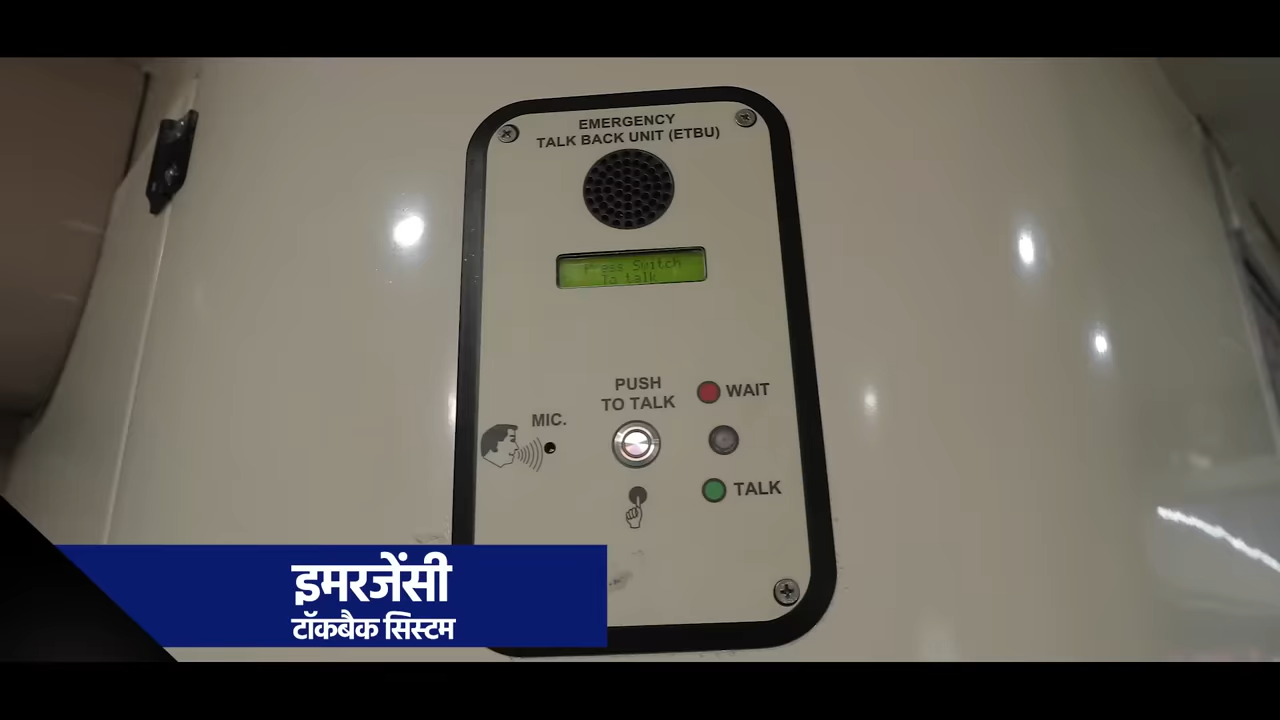 EMERGENCY
TALK BACK UNIT (ETBU)
Press Switch
To talk
PUSH
TO TALK
WAIT
MIC.
TALK
इमरजेंसी
टॉकबैक सिस्टम